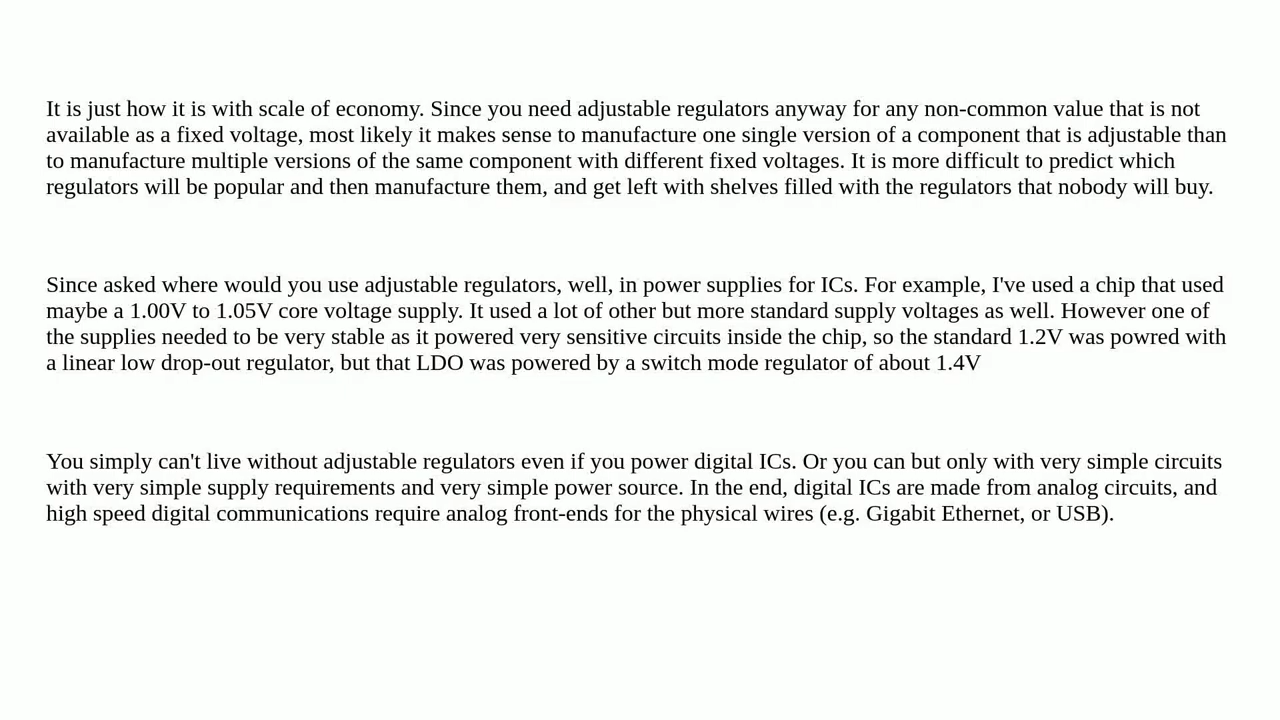 It is just how it is with scale of economy. Since you need adjustable regulators anyway for any non-common value that is not
available as a fixed voltage, most likely it makes sense to manufacture one single version of a component that is adjustable than
to manufacture multiple versions of the same component with different fixed voltages. It is more difficult to predict which
regulators will be popular and then manufacture them, and get left with shelves filled with the regulators that nobody will buy.
Since asked where would you use adjustable regulators, well, in power supplies for ICs. For example, I've used a chip that used
maybe a 1.00V to 1.05V core voltage supply. It used a lot of other but more standard supply voltages as well. However one of
the supplies needed to be very stable as it powered very sensitive circuits inside the chip, so the standard 1.2V was powred with
a linear low drop-out regulator, but that LDO was powered by a switch mode regulator of about 1.4V
You simply can't live without adjustable regulators even if you power digital ICs. Or you can but only with very simple circuits
with very simple supply requirements and very simple power source. In the end, digital ICs are made from analog circuits, and
high speed digital communications require analog front-ends for the physical wires (e.g. Gigabit Ethernet, or USB).